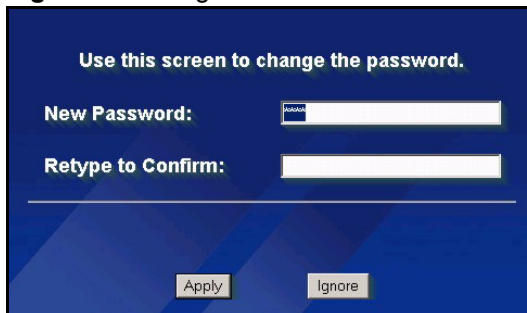 Use this screen to change the password.
New Password: ****
Retype to Confirm:
Apply Ignore